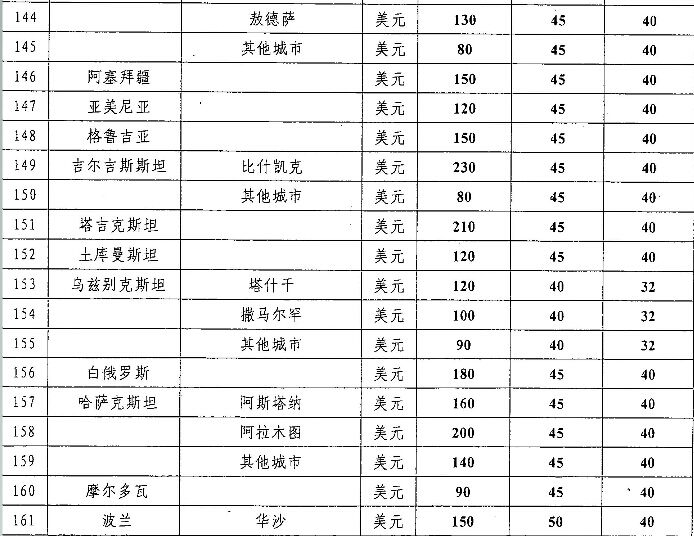 144 敖德萨 美元 130 45 40
145 其他城市 美元 80 45 40
146 阿塞拜疆 美元 150 45 40
147 亚美尼亚 美元 120 45 40
148 格鲁吉亚 美元 150 45 40
149 吉尔吉斯斯坦 比什凯克 美元 230 45 40
150 其他城市 美元 80 45 40
151 塔吉克斯坦 美元 210 45 40
152 土库曼斯坦 美元 120 45 40
153 乌兹别克斯坦 塔什干 美元 120 40 32
154 撒马尔罕 美元 100 40 32
155 其他城市 美元 90 40 32
156 白俄罗斯 美元 180 45 40
157 哈萨克斯坦 阿斯塔纳 美元 160 45 40
158 阿拉木图 美元 200 45 40
159 其他城市 美元 140 45 40
160 摩尔多瓦 美元 90 45 40
161 波兰 华沙 美元 150 50 40